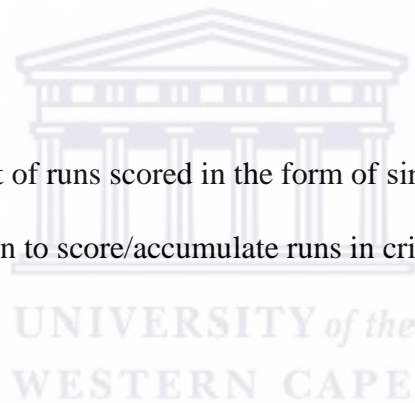 t of runs scored in the form of sin
n to score/accumulate runs in cri
UNIVERSITY of the
WESTERN CAPE